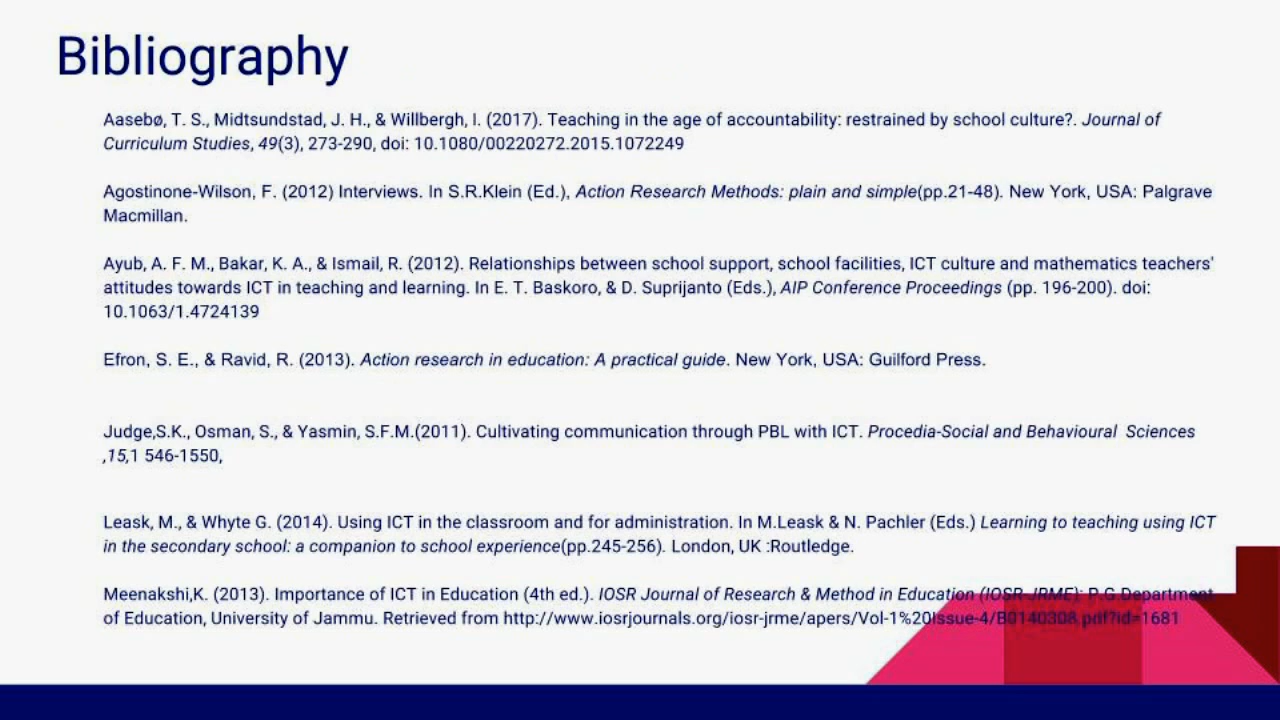 Bibliography
Aasebø, T. S., Midtsundstad, J. H., & Willbergh, I. (2017). Teaching in the age of accountability: restrained by school culture?. Journal of
Curriculum Studies, 49(3), 273-290, doi: 10.1080/00220272.2015.1072249
Agostinone-Wilson, F. (2012) Interviews. In S.R.Klein (Ed.), Action Research Methods: plain and simple(pp.21-48). New York, USA: Palgrave
Macmillan.
Ayub, A. F. M., Bakar, K. A., & Ismail, R. (2012). Relationships between school support, school facilities, ICT culture and mathematics teachers'
attitudes towards ICT in teaching and learning. In E. T. Baskoro, & D. Suprijanto (Eds.), AIP Conference Proceedings (pp. 196-200). doi:
10.1063/1.4724139
Efron, S. E., & Ravid, R. (2013). Action research in education: A practical guide. New York, USA: Guilford Press.
Judge,S.K., Osman, S., & Yasmin, S.F.M.(2011). Cultivating communication through PBL with ICT. Procedia-Social and Behavioural  Sciences
,15,1 546-1550,
Leask, M., & Whyte G. (2014). Using ICT in the classroom and for administration. In M.Leask & N. Pachler (Eds.) Learning to teaching using ICT
in the secondary school: a companion to school experience(pp.245-256). London, UK :Routledge.
Meenakshi,K. (2013). Importance of ICT in Education (4th ed.). IOSR Journal of Research & Method in Education (IOSR-JRME): P.G.Department
of Education, University of Jammu. Retrieved from http://www.iosrjournals.org/iosr-jrme/apers/Vol-1%20Issue-4/B0140308.pdf?id=1681